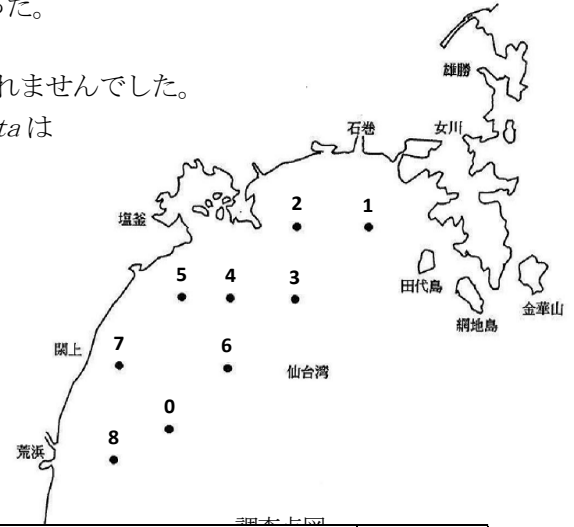 った。
雄勝
れませんでした。
石巻
女川
taは
2
1
塩釜
5
4
3
田代島
金華山
網地島
閖上
7
6
仙台湾
0
荒浜
8
調査点図